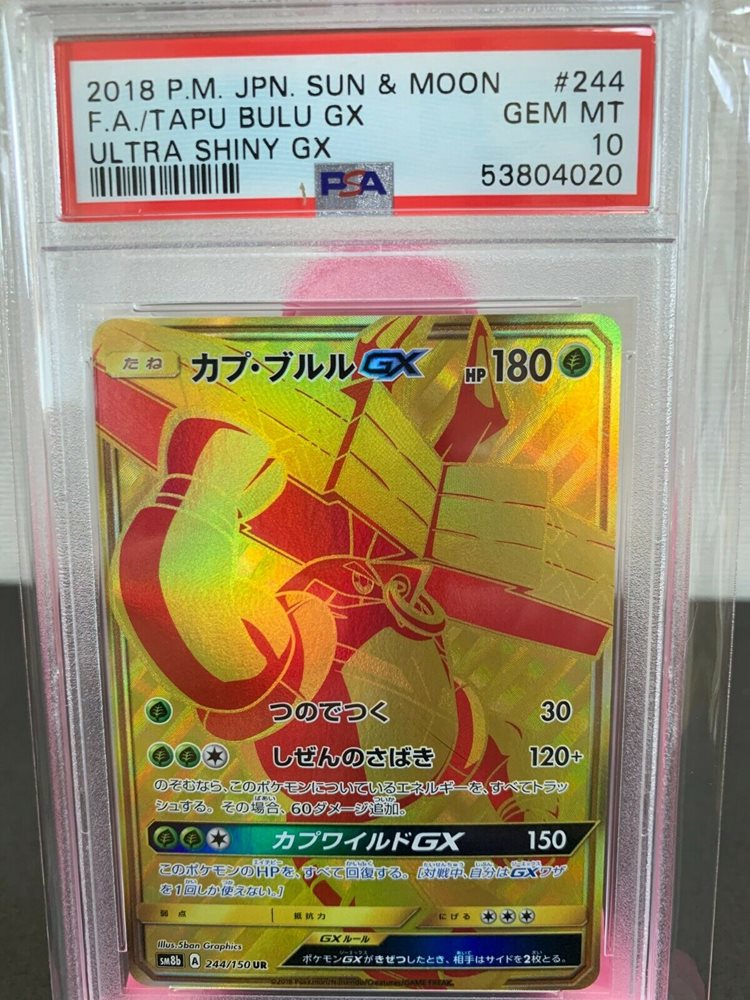 2018 P.M. JPN. SUN & MOON #244
F.A./TAPU BULU GX GEM MT
ULTRA SHINY GX 10
PSA 53804020
たね カプ・ブルルGX HP 180
つのでつく 30
しぜんのさばき 120+
のぞむなら、このポケモンについているエネルギーを、すべてトラッ
シュする。その場合、60ダメージ追加。
カプワイルドGX 150
このポケモンのHPを、すべて回復する。[対戦中、自分はGXワザ
を1回しか使えない。]
弱点 抵抗力 にげる
GXルール
ポケモンGXがきぜつしたとき、相手はサイドを2枚とる。
Illus. 5ban Graphics
sm8b A 244/150 UR
©2018 Pokémon/Nintendo/Creatures/GAME FREAK.